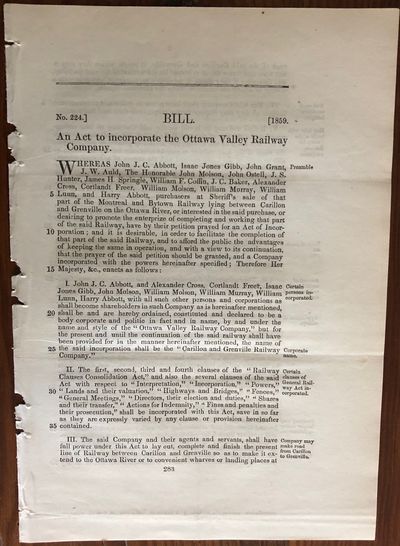 No. 224.] BILL. [1859.
An Act to incorporate the Ottawa Valley Railway
Company.
WHEREAS John J. C. Abbott, Isaac Jones Gibb, John Grant, Preamble
J. W. Auld, The Honorable John Molson, John Ostell, J. S.
Hunter, James H. Springle, William F. Coffin, J. C. Baker, Alexander
Cross, Cortlandt Freer, William Molson, William Murray, William
5 Lunn, and Harry Abbott, purchasers at Sheriff's sale of that
part of the Montreal and Bytown Railway lying between Carillon
and Grenville on the Ottawa River, or interested in the said purchase, or
desiring to promote the enterprize of completing and working that part
of the said Railway, have by their petition prayed for an Act of Incor-
10 poration; and it is desirable, in order to facilitate the completion of
that part of the said Railway, and to afford the public the advantages
of keeping the same in operation, and with a view to its continuation,
that the prayer of the said petition should be granted, and a Company
incorporated with the powers hereinafter specified; Therefore Her
15 Majesty, &c., enacts as follows:
I. John J. C. Abbott, and Alexander Cross, Cortlandt Freer, Isaac Certain
Jones Gibb, John Molson, William Molson, William Murray, William persons in-
Lunn, Harry Abbott, with all such other persons and corporations as corporated.
shall become shareholders in such Company as is hereinafter mentioned,
20 shall be and are hereby ordained, constituted and declared to be a
body corporate and politic in fact and in name, by and under the
name and style of the "Ottawa Valley Railway Company," but for
the present and until the continuation of the said railway shall have
been provided for in the manner hereinafter mentioned, the name of
25 the said incorporation shall be the "Carillon and Grenville Railway Corporate
Company." name.
II. The first, second, third and fourth clauses of the "Railway Certain
Clauses Consolidation Act," and also the several clauses of the said clauses of
Act with respect to "Interpretation," "Incorporation," "Powers," General Rail-
30 "Lands and their valuation," "Highways and Bridges," "Fences," way Act in-
"General Meetings," "Directors, their election and duties," "Shares corporated.
and their transfer," "Actions for Indemnity," "Fines and penalties and
their prosecution," shall be incorporated with this Act, save in so far
as they are expressly varied by any clause or provision hereinafter
35 contained.
III. The said Company and their agents and servants, shall have Company may
full power under this Act to lay out, complete and finish the present make road
line of Railway between Carillon and Grenville so as to make it ex- from Carillon
tend to the Ottawa River or to convenient wharves or landing places at to Grenville.
283